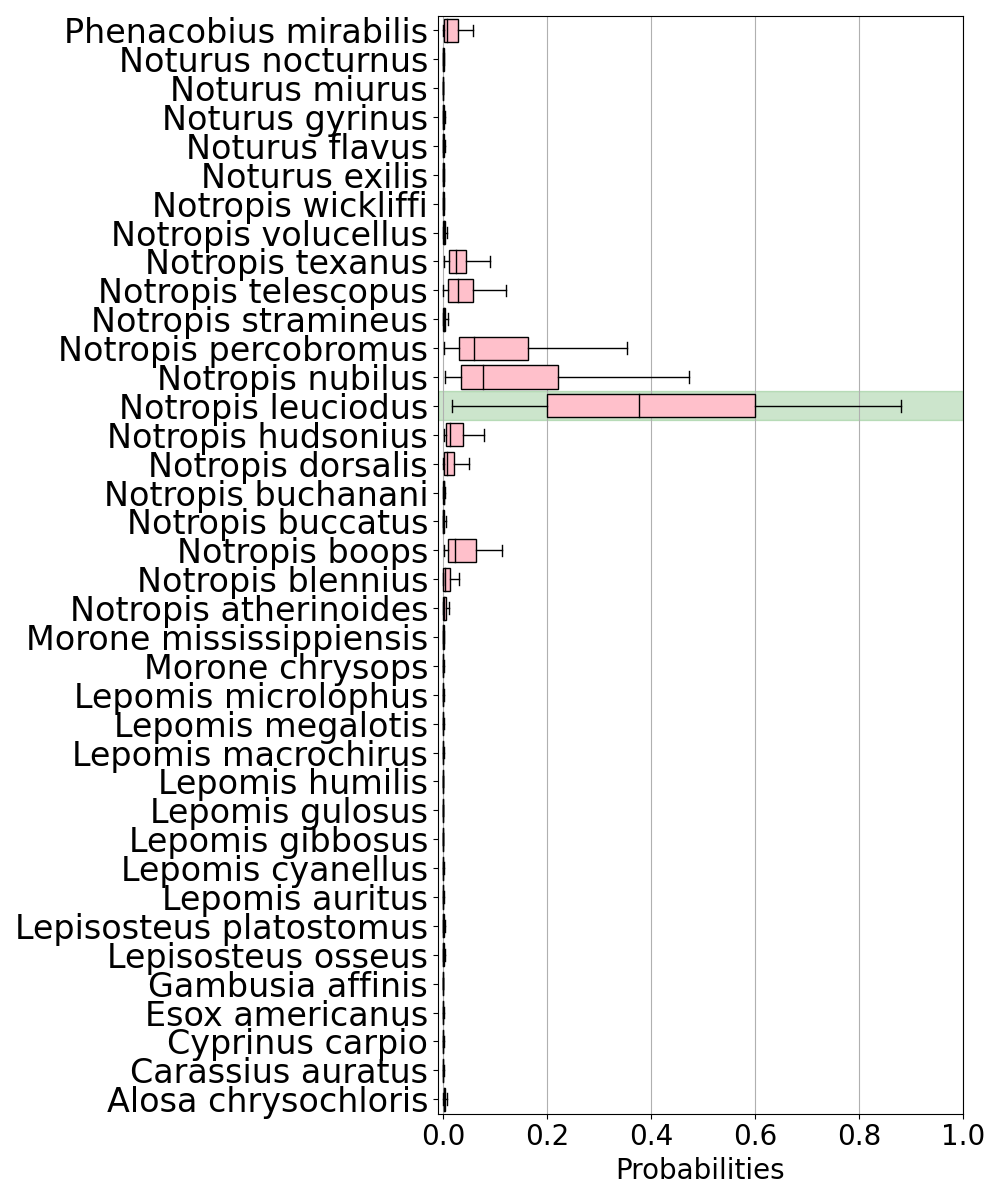 Phenacobius mirabilis
Noturus nocturnus
Noturus miurus
Noturus gyrinus
Noturus flavus
Noturus exilis
Notropis wickliffi
Notropis volucellus
Notropis texanus
Notropis telescopus
Notropis stramineus
Notropis percobromus
Notropis nubilus
Notropis leuciodus
Notropis hudsonius
Notropis dorsalis
Notropis buchanani
Notropis buccatus
Notropis boops
Notropis blennius
Notropis atherinoides
Morone mississippiensis
Morone chrysops
Lepomis microlophus
Lepomis megalotis
Lepomis macrochirus
Lepomis humilis
Lepomis gulosus
Lepomis gibbosus
Lepomis cyanellus
Lepomis auritus
Lepisosteus platostomus
Lepisosteus osseus
Gambusia affinis
Esox americanus
Cyprinus carpio
Carassius auratus
Alosa chrysochloris
0.0 0.2 0.4 0.6 0.8 1.0
Probabilities